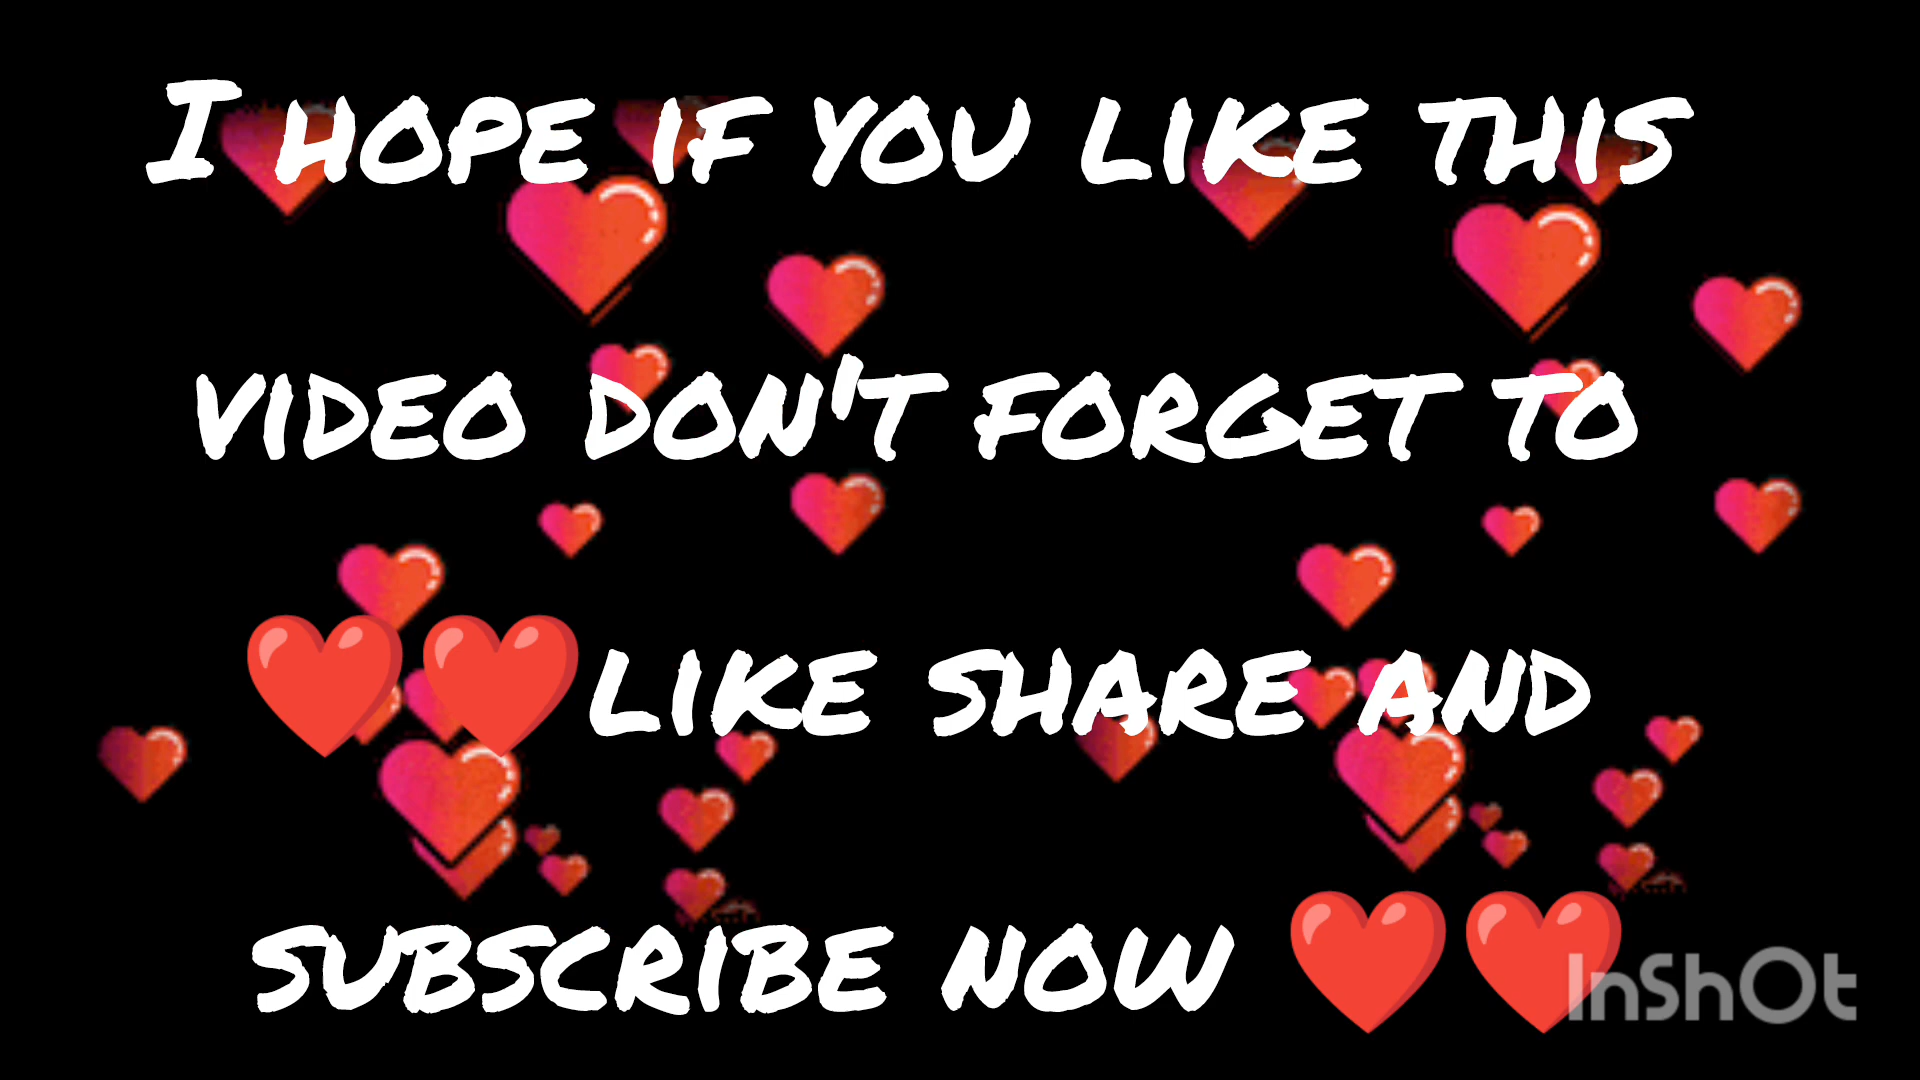 I HOPE IF YOU LIKE THIS
VIDEO DON'T FORGET TO
❤️❤️LIKE SHARE AND
SUBSCRIBE NOW ❤️❤️
InShOt